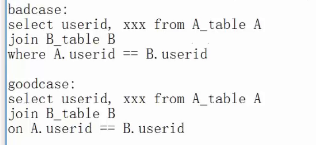 badcase:
select userid, xxx from A_table A
join B_table B
where A.userid == B.userid

goodcase:
select userid, xxx from A_table A
join B_table B
on A.userid == B.userid